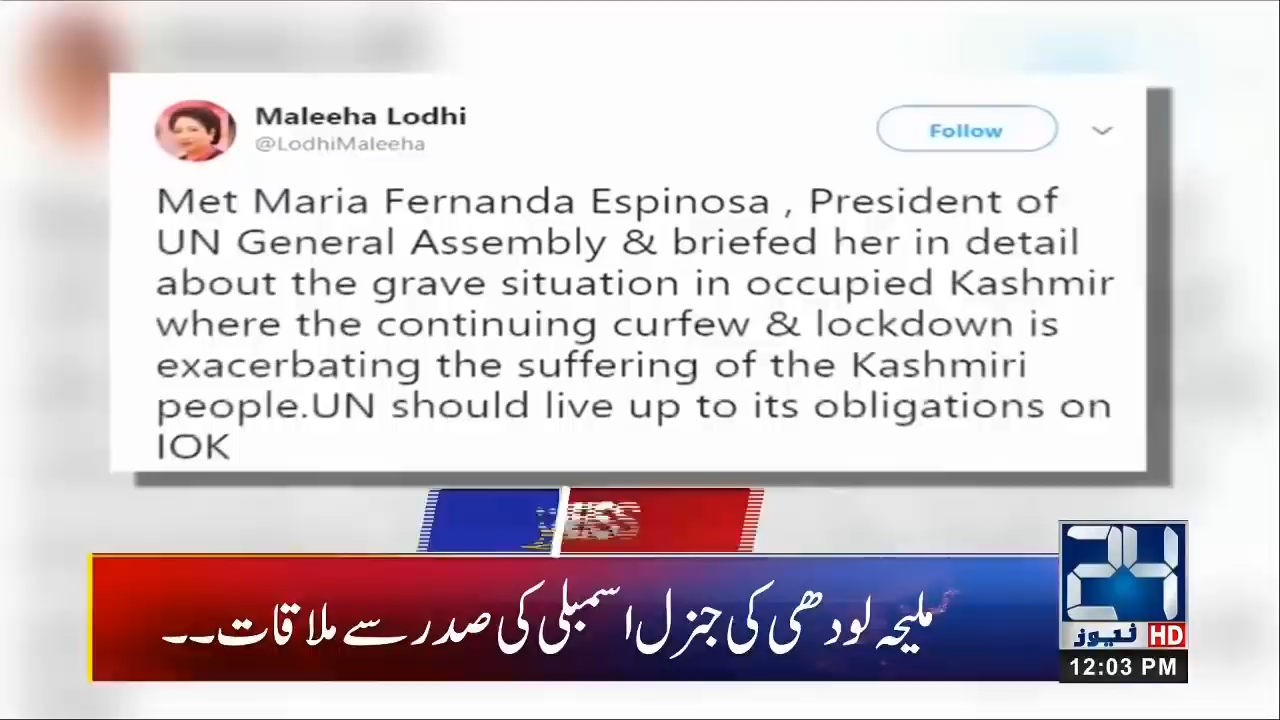 Maleeha Lodhi
@LodhiMaleeha
Follow
Met Maria Fernanda Espinosa , President of
UN General Assembly & briefed her in detail
about the grave situation in occupied Kashmir
where the continuing curfew & lockdown is
exacerbating the suffering of the Kashmiri
people.UN should live up to its obligations on
IOK
ملیحہ لودھی کی جنرل اسمبلی کی صدر سے ملاقات۔۔
24
نیوز HD
12:03 PM